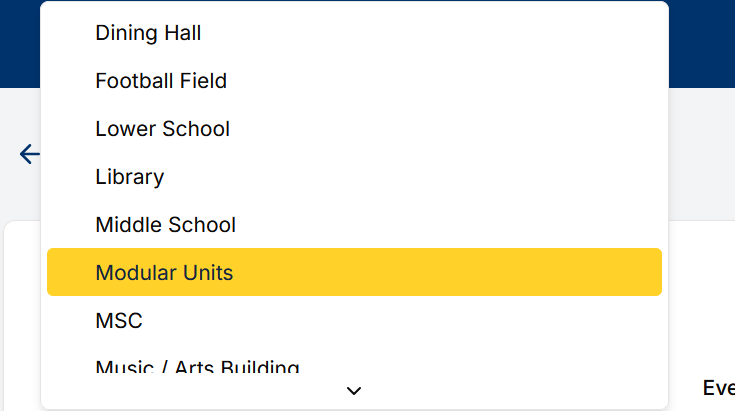 Dining Hall
Football Field
Lower School
Library
Middle School
Modular Units
MSC
Music / Arts Building
Eve